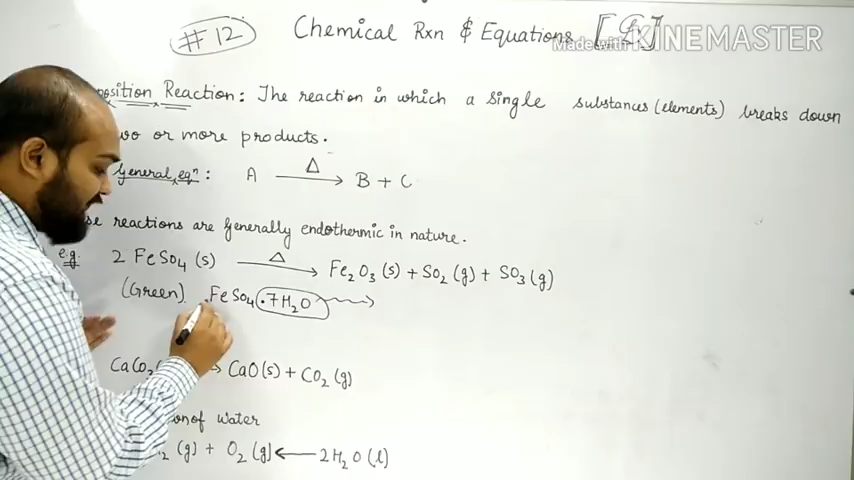 #12 Chemical Rxn & Equations
Made with KINEMASTER
position Reaction: The reaction in which a single substances (elements) breaks down
wo or more products.
General eqⁿ: A —Δ→ B + C
se reactions are generally endothermic in nature.
e.g. 2 FeSO₄ (s) —Δ→ Fe₂O₃ (s) + SO₂ (g) + SO₃ (g)
(Green) FeSO₄ .7H₂O
CaCO₃ → CaO(s) + CO₂ (g)
of water
₂ (g) + O₂ (g) ← 2H₂O (l)